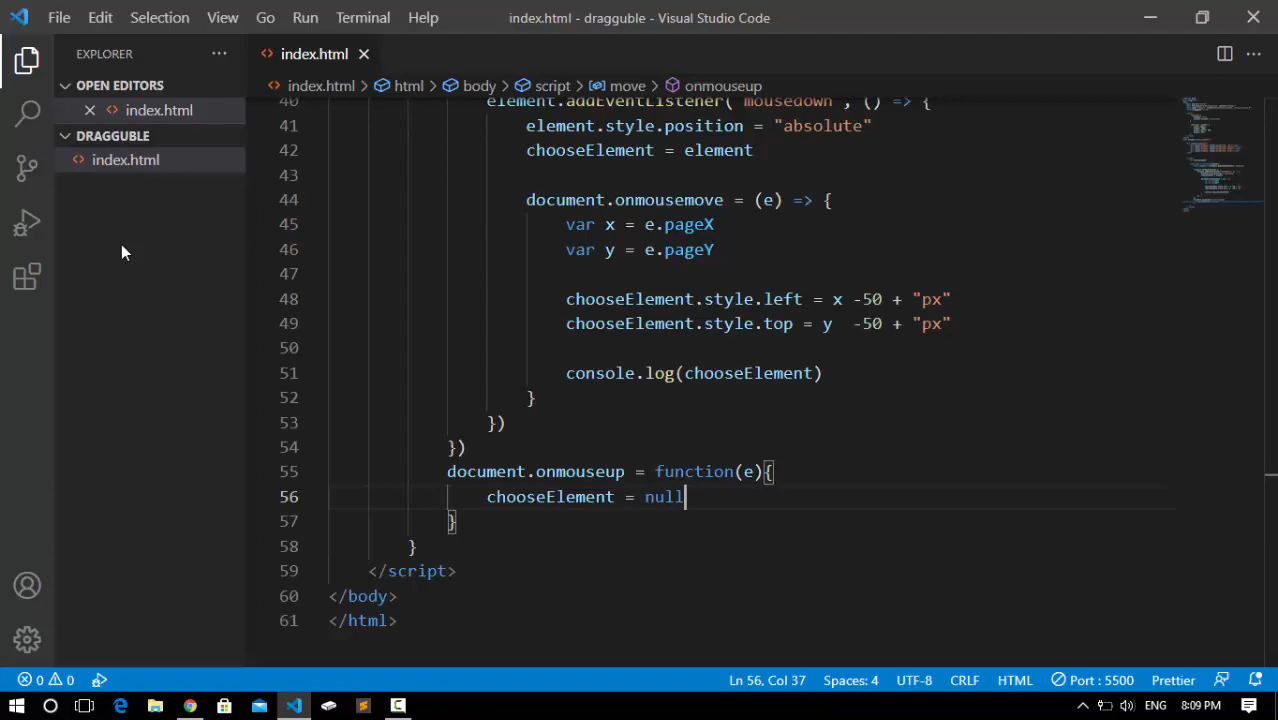 File Edit Selection View Go Run Terminal Help index.html - dragguble - Visual Studio Code
EXPLORER
OPEN EDITORS
index.html
DRAGGUBLE
index.html
index.html
index.html > html > body > script > move > onmouseup
40 element.addEventListener("mousedown", () => {
41 element.style.position = "absolute"
42 chooseElement = element
43
44 document.onmousemove = (e) => {
45 var x = e.pageX
46 var y = e.pageY
47
48 chooseElement.style.left = x -50 + "px"
49 chooseElement.style.top = y  -50 + "px"
50
51 console.log(chooseElement)
52 }
53 })
54 })
55 document.onmouseup = function(e){
56 chooseElement = null
57 }
58 }
59 </script>
60 </body>
61 </html>
0 0 Ln 56, Col 37 Spaces: 4 UTF-8 CRLF HTML Port : 5500 Prettier
ENG 8:09 PM